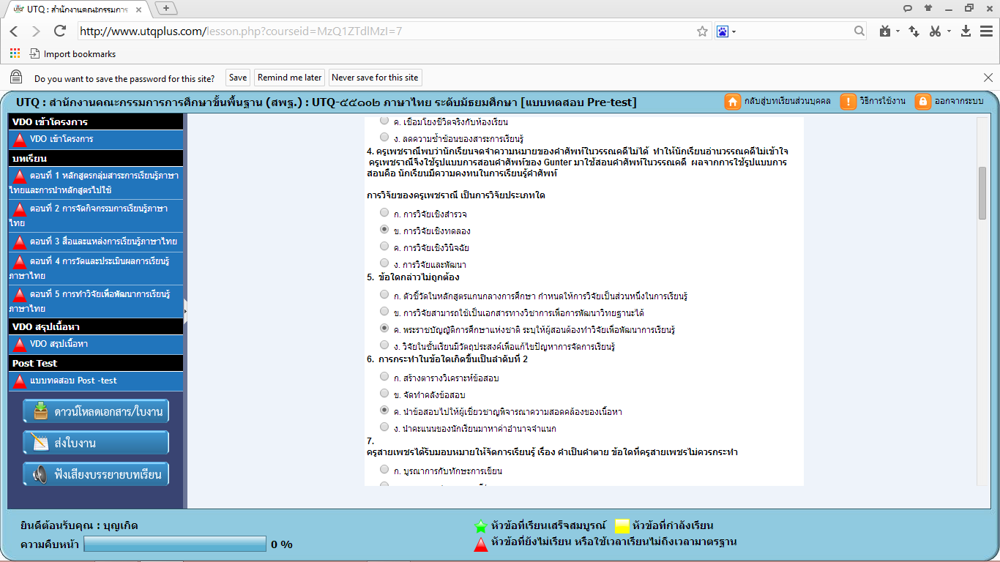 UTQ : สำนักงานคณะกรรมการ
http://www.utqplus.com/lesson.php?courseid=MzQ1ZTdlMzI=7
Import bookmarks
Do you want to save the password for this site? Save Remind me later Never save for this site
UTQ : สำนักงานคณะกรรมการการศึกษาขั้นพื้นฐาน (สพฐ.) : UTQ-๕๕๑๐๒ ภาษาไทย ระดับมัธยมศึกษา [แบบทดสอบ Pre-test]
กลับสู่บทเรียนส่วนบุคคล วิธีการใช้งาน ออกจากระบบ
VDO เข้าโครงการ
VDO เข้าโครงการ
บทเรียน
ตอนที่ 1 หลักสูตรกลุ่มสาระการเรียนรู้ภาษา
ไทยและการนำหลักสูตรไปใช้
ตอนที่ 2 การจัดกิจกรรมการเรียนรู้ภาษา
ไทย
ตอนที่ 3 สื่อและแหล่งการเรียนรู้ภาษาไทย
ตอนที่ 4 การวัดและประเมินผลการเรียนรู้
ภาษาไทย
ตอนที่ 5 การทำวิจัยเพื่อพัฒนาการเรียนรู้
ภาษาไทย
VDO สรุปเนื้อหา
VDO สรุปเนื้อหา
Post Test
แบบทดสอบ Post -test
ดาวน์โหลดเอกสาร/ใบงาน
ส่งใบงาน
ฟังเสียงบรรยายบทเรียน
ค. เชื่อมโยงชีวิตจริงกับห้องเรียน
ง. ลดความซ้ำซ้อนของสาระการเรียนรู้
4. ครูเพชราณีพบว่านักเรียนจดจำความหมายของคำศัพท์ในวรรณคดีไม่ได้ ทำให้นักเรียนอ่านวรรณคดีไม่เข้าใจ
ครูเพชราณีจึงใช้รูปแบบการสอนคำศัพท์ของ Gunter มาใช้สอนคำศัพท์ในวรรณคดี ผลจากการใช้รูปแบบการ
สอนคือ นักเรียนมีความคงทนในการเรียนรู้คำศัพท์
การวิจัยของครูเพชราณี เป็นการวิจัยประเภทใด
ก. การวิจัยเชิงสำรวจ
ข. การวิจัยเชิงทดลอง
ค. การวิจัยเชิงวินิจฉัย
ง. การวิจัยและพัฒนา
5. ข้อใดกล่าวไม่ถูกต้อง
ก. ตัวชี้วัดในหลักสูตรแกนกลางการศึกษา กำหนดให้การวิจัยเป็นส่วนหนึ่งในการเรียนรู้
ข. การวิจัยสามารถใช้เป็นเอกสารทางวิชาการเพื่อการพัฒนาวิทยฐานะได้
ค. พระราชบัญญัติการศึกษาแห่งชาติ ระบุให้ผู้สอนต้องทำวิจัยเพื่อพัฒนาการเรียนรู้
ง. วิจัยในชั้นเรียนมีวัตถุประสงค์เพื่อแก้ไขปัญหาการจัดการเรียนรู้
6. การกระทำในข้อใดเกิดขึ้นเป็นลำดับที่ 2
ก. สร้างตารางวิเคราะห์ข้อสอบ
ข. จัดทำคลังข้อสอบ
ค. นำข้อสอบไปให้ผู้เชี่ยวชาญพิจารณาความสอดคล้องของเนื้อหา
ง. นำคะแนนของนักเรียนมาหาค่าอำนาจจำแนก
7.
ครูสายเพชรได้รับมอบหมายให้จัดการเรียนรู้ เรื่อง คำเป็นคำตาย ข้อใดที่ครูสายเพชรไม่ควรกระทำ
ก. บูรณาการกับทักษะการเขียน
ยินดีต้อนรับคุณ : บุญเกิด
ความคืบหน้า 0 %
หัวข้อที่เรียนเสร็จสมบูรณ์ หัวข้อที่กำลังเรียน
หัวข้อที่ยังไม่เรียน หรือใช้เวลาเรียนไม่ถึงเวลามาตรฐาน